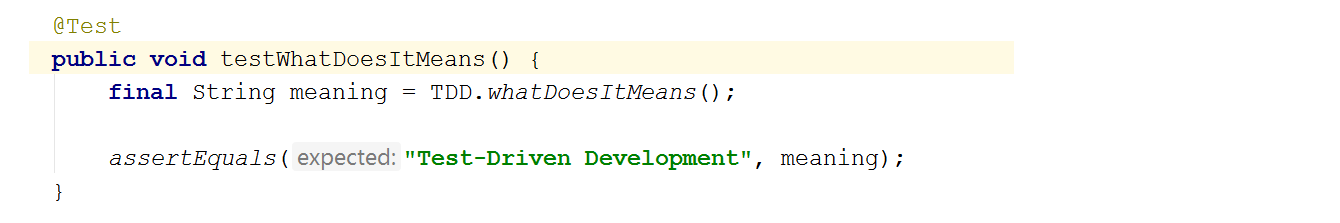 @Test
public void testWhatDoesItMeans() {
final String meaning = TDD.whatDoesItMeans();
assertEquals( expected: "Test-Driven Development", meaning);
}